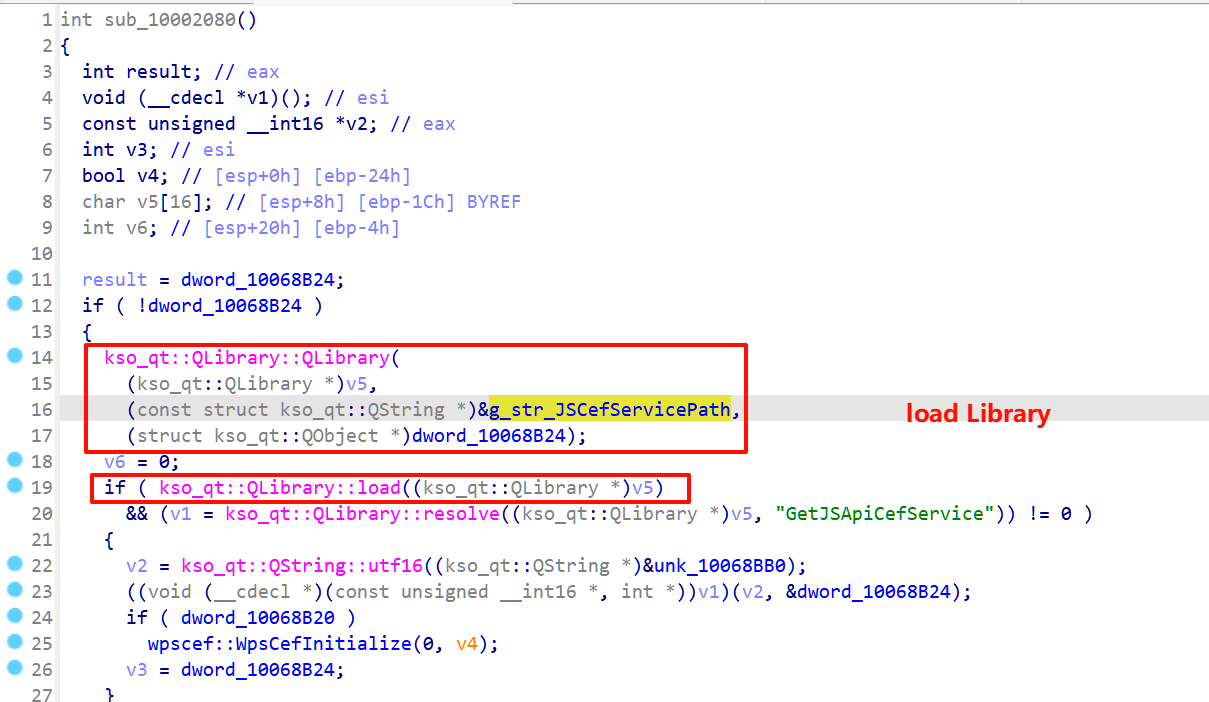 1 int sub_10002080()
2 {
3 int result; // eax
4 void (__cdecl *v1)(); // esi
5 const unsigned __int16 *v2; // eax
6 int v3; // esi
7 bool v4; // [esp+0h] [ebp-24h]
8 char v5[16]; // [esp+8h] [ebp-1Ch] BYREF
9 int v6; // [esp+20h] [ebp-4h]
10
11 result = dword_10068B24;
12 if ( !dword_10068B24 )
13 {
14 kso_qt::QLibrary::QLibrary(
15 (kso_qt::QLibrary *)v5,
16 (const struct kso_qt::QString *)&g_str_JSCefServicePath, load Library
17 (struct kso_qt::QObject *)dword_10068B24);
18 v6 = 0;
19 if ( kso_qt::QLibrary::load((kso_qt::QLibrary *)v5)
20 && (v1 = kso_qt::QLibrary::resolve((kso_qt::QLibrary *)v5, "GetJSApiCefService")) != 0 )
21 {
22 v2 = kso_qt::QString::utf16((kso_qt::QString *)&unk_10068BB0);
23 ((void (__cdecl *)(const unsigned __int16 *, int *))v1)(v2, &dword_10068B24);
24 if ( dword_10068B20 )
25 wpscef::WpsCefInitialize(0, v4);
26 v3 = dword_10068B24;
27 }